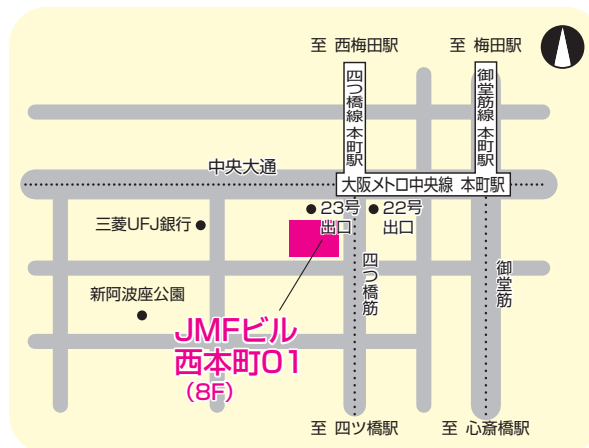 至 西梅田駅
至 梅田駅
四つ橋線 本町駅
御堂筋線 本町駅
中央大通
大阪メトロ中央線 本町駅
23号
出口
22号
出口
三菱UFJ銀行
四つ橋筋
御堂筋
新阿波座公園
JMFビル
西本町01
(8F)
至 四ツ橋駅
至 心斎橋駅